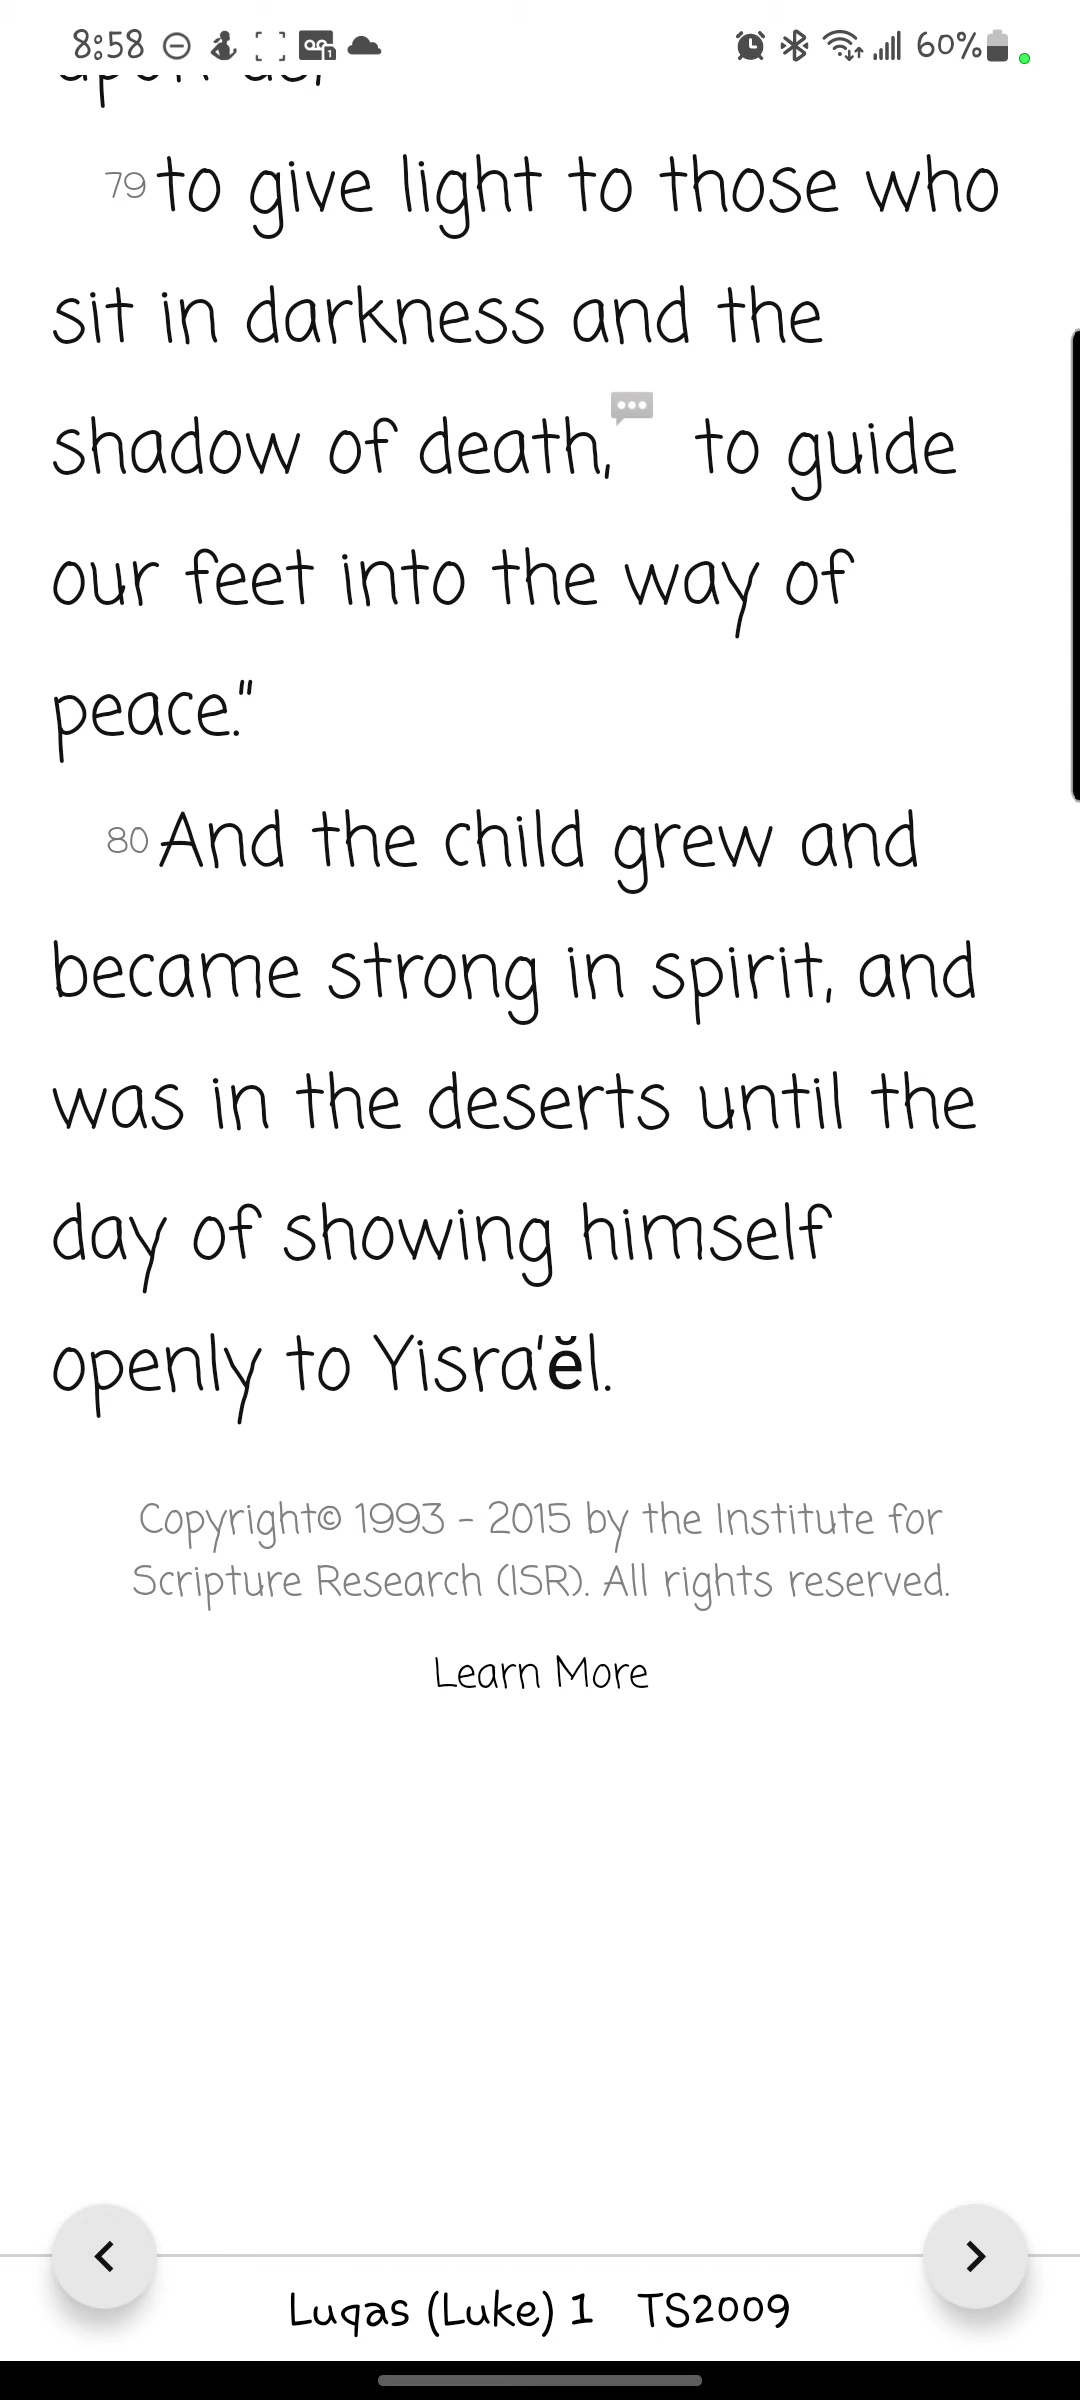 8:58 60%
79 to give light to those who
sit in darkness and the
shadow of death, to guide
our feet into the way of
peace."
80 And the child grew and
became strong in spirit, and
was in the deserts until the
day of showing himself
openly to Yisra'ĕl.
Copyright© 1993 - 2015 by the Institute for
Scripture Research (ISR). All rights reserved.
Learn More
Luqas (Luke) 1 TS2009